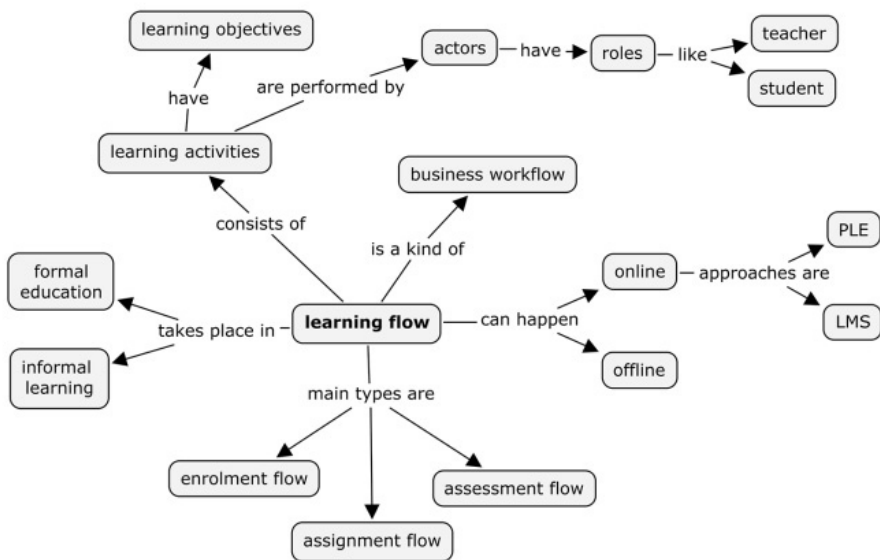 learning objectives
actors
have
roles
like
teacher
student
have
are performed by
learning activities
business workflow
consists of
is a kind of
PLE
formal
education
online
approaches are
takes place in
learning flow
can happen
LMS
informal
learning
offline
main types are
enrolment flow
assessment flow
assignment flow